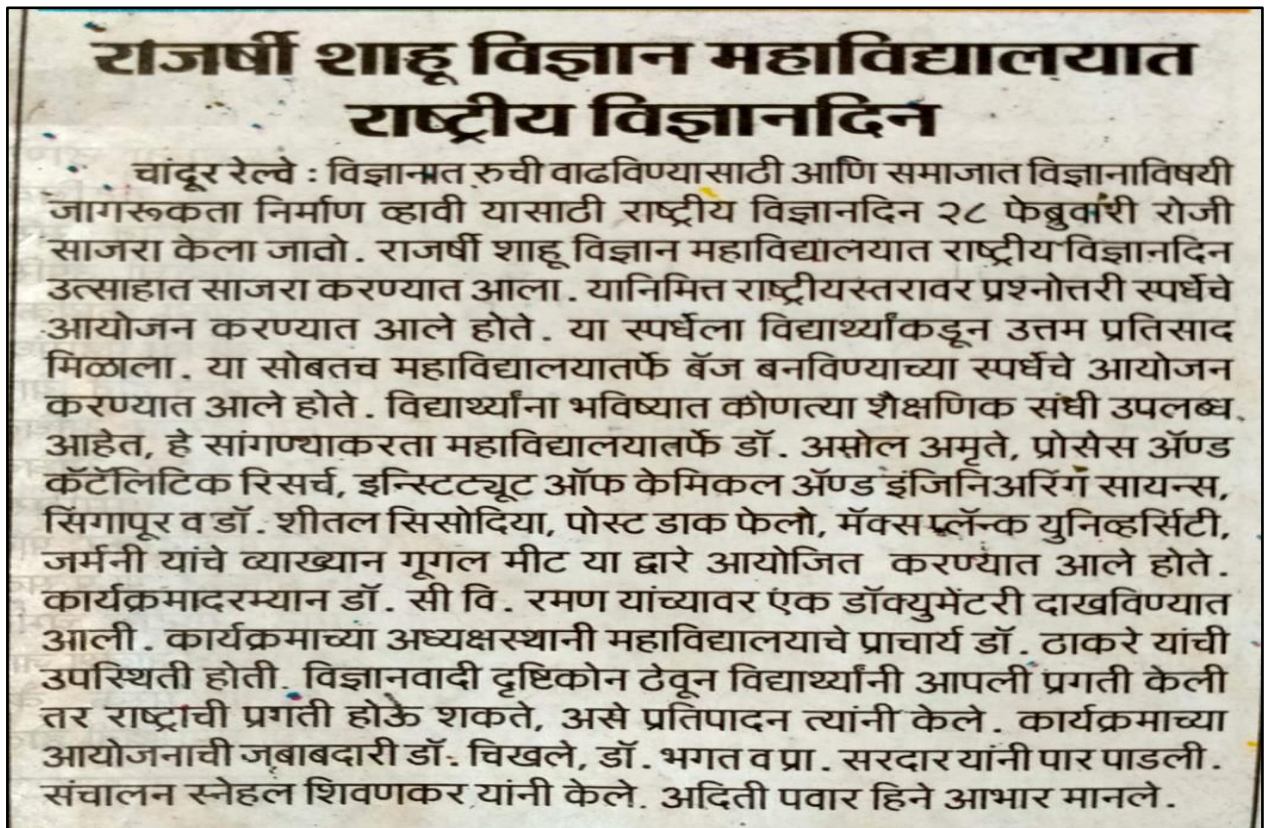 राजर्षी शाहू विज्ञान महाविद्यालयात
राष्ट्रीय विज्ञानदिन
चांदूर रेल्वे : विज्ञानात रुची वाढविण्यासाठी आणि समाजात विज्ञानाविषयी
जागरूकता निर्माण व्हावी यासाठी राष्ट्रीय विज्ञानदिन २८ फेब्रुवारी रोजी
साजरा केला जातो. राजर्षी शाहू विज्ञान महाविद्यालयात राष्ट्रीय विज्ञानदिन
उत्साहात साजरा करण्यात आला. यानिमित्त राष्ट्रीयस्तरावर प्रश्नोत्तरी स्पर्धेचे
आयोजन करण्यात आले होते. या स्पर्धेला विद्यार्थ्यांकडून उत्तम प्रतिसाद
मिळाला. या सोबतच महाविद्यालयातर्फे बॅज बनविण्याच्या स्पर्धेचे आयोजन
करण्यात आले होते. विद्यार्थ्यांना भविष्यात कोणत्या शैक्षणिक संधी उपलब्ध
आहेत, हे सांगण्याकरता महाविद्यालयातर्फे डॉ. अमोल अमृते, प्रोसेस ॲण्ड
कॅटॅलिटिक रिसर्च, इन्स्टिट्यूट ऑफ केमिकल ॲण्ड इंजिनिअरिंग सायन्स,
सिंगापूर व डॉ. शीतल सिसोदिया, पोस्ट डाक फेलो, मॅक्स प्लॅन्क युनिव्हर्सिटी,
जर्मनी यांचे व्याख्यान गूगल मीट या द्वारे आयोजित करण्यात आले होते.
कार्यक्रमादरम्यान डॉ. सी वि. रमण यांच्यावर एक डॉक्युमेंटरी दाखविण्यात
आली. कार्यक्रमाच्या अध्यक्षस्थानी महाविद्यालयाचे प्राचार्य डॉ. ठाकरे यांची
उपस्थिती होती. विज्ञानवादी दृष्टिकोन ठेवून विद्यार्थ्यांनी आपली प्रगती केली
तर राष्ट्राची प्रगती होऊ शकते, असे प्रतिपादन त्यांनी केले. कार्यक्रमाच्या
आयोजनाची जबाबदारी डॉ. चिखले, डॉ. भगत व प्रा. सरदार यांनी पार पाडली.
संचालन स्नेहल शिवणकर यांनी केले. अदिती पवार हिने आभार मानले.